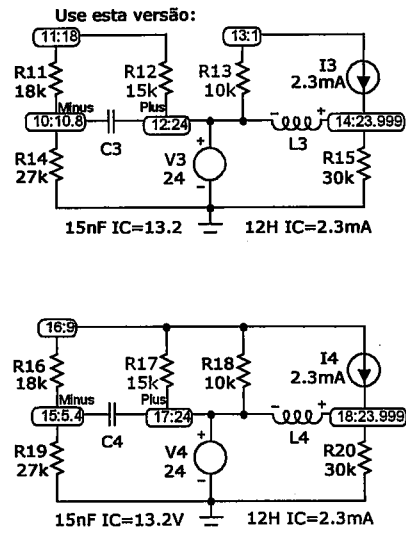 Use esta versão:
11:18
13:1
R11
18k
R12
15k
R13
10k
I3
2.3mA
Minus
Plus
10:10.8
12:24
14:23.999
C3
L3
R14
27k
V3
24
R15
30k
15nF IC=13.2
12H IC=2.3mA
16:9
R16
18k
R17
15k
R18
10k
I4
2.3mA
Minus
Plus
15:5.4
17:24
18:23.999
C4
L4
R19
27k
V4
24
R20
30k
15nF IC=13.2V
12H IC=2.3mA